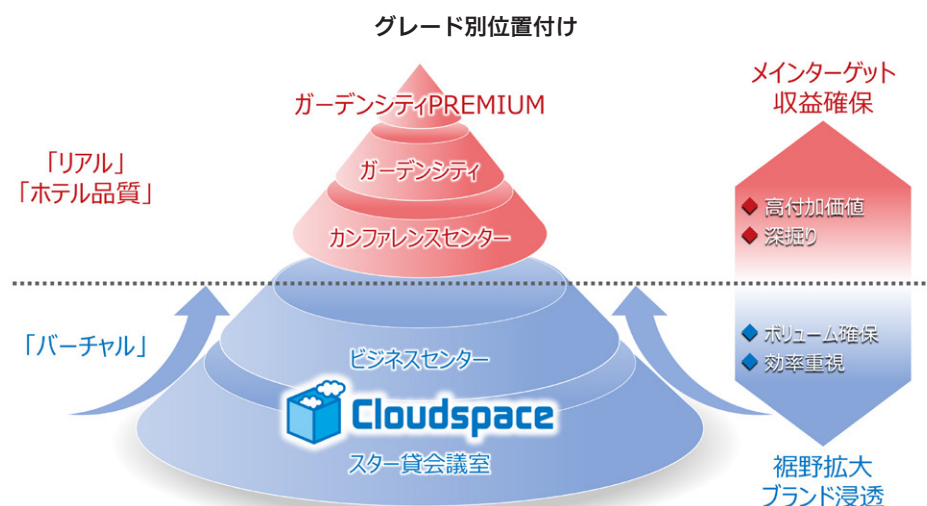 グレード別位置付け
メインターゲット
収益確保
ガーデンシティPREMIUM
「リアル」
「ホテル品質」
ガーデンシティ
カンファレンスセンター
◆ 高付加価値
◆ 深掘り
「バーチャル」
ビジネスセンター
Cloudspace
スター貸会議室
◆ ボリューム確保
◆ 効率重視
裾野拡大
ブランド浸透